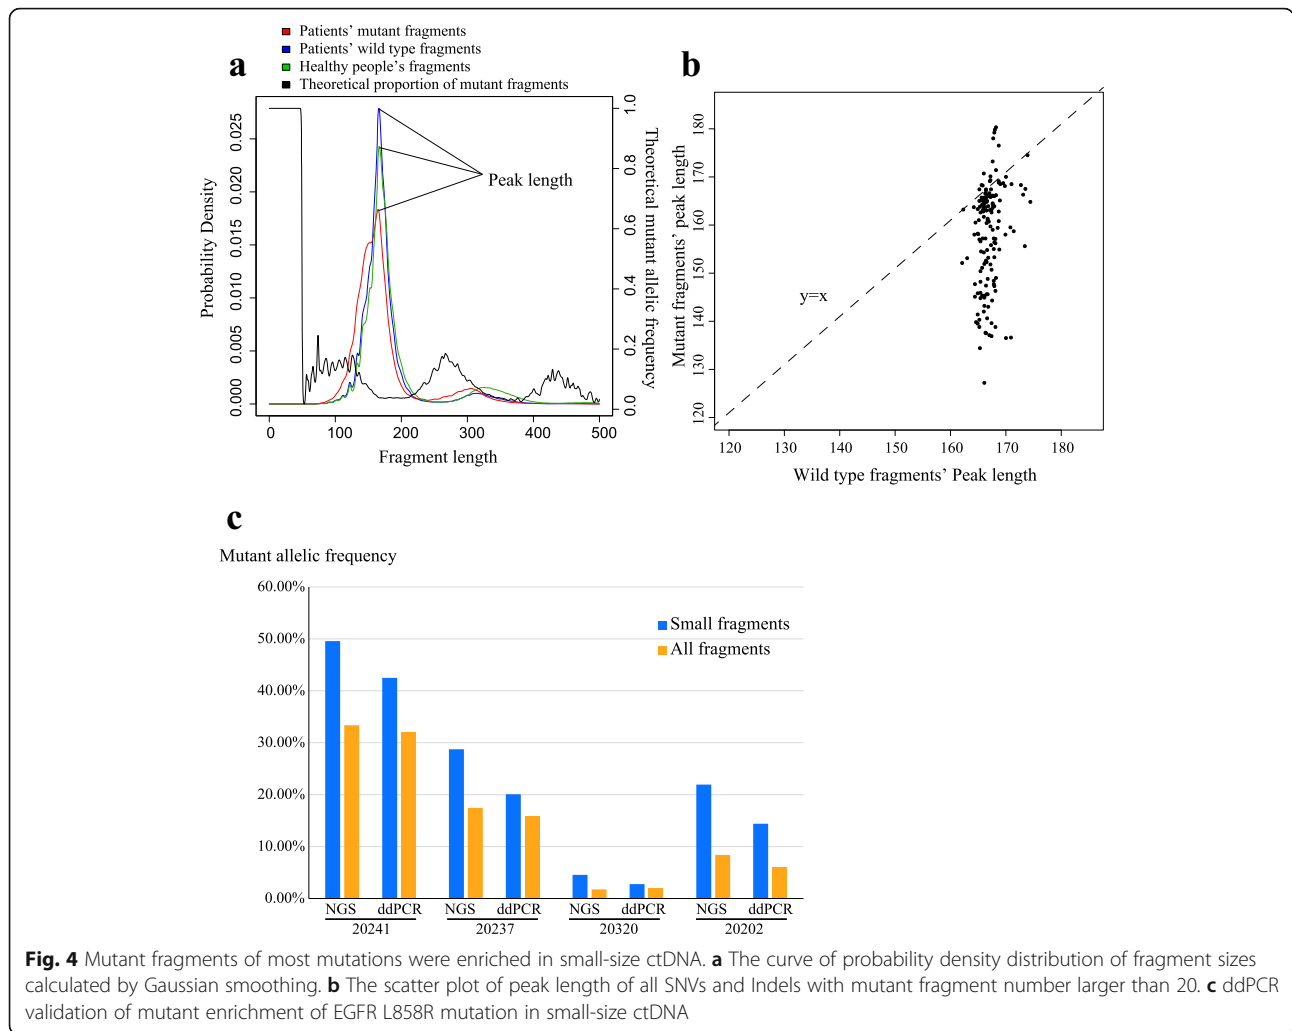 Patients' mutant fragments
Patients' wild type fragments
Healthy people's fragments
Theoretical proportion of mutant fragments
a
Probability Density
0.025
0.020
0.015
0.010
0.005
0.000
Peak length
1.0
0.8
0.6
0.4
0.2
0.0
Theoretical mutant allelic frequency
0 100 200 300 400 500
Fragment length
b
Mutant fragments' peak length
180
170
160
150
140
130
120
y=x
120 130 140 150 160 170 180
Wild type fragments' Peak length
c
Mutant allelic frequency
60.00%
50.00%
40.00%
30.00%
20.00%
10.00%
0.00%
Small fragments
All fragments
NGS ddPCR NGS ddPCR NGS ddPCR NGS ddPCR
20241 20237 20320 20202
Fig. 4 Mutant fragments of most mutations were enriched in small-size ctDNA. a The curve of probability density distribution of fragment sizes
calculated by Gaussian smoothing. b The scatter plot of peak length of all SNVs and Indels with mutant fragment number larger than 20. c ddPCR
validation of mutant enrichment of EGFR L858R mutation in small-size ctDNA